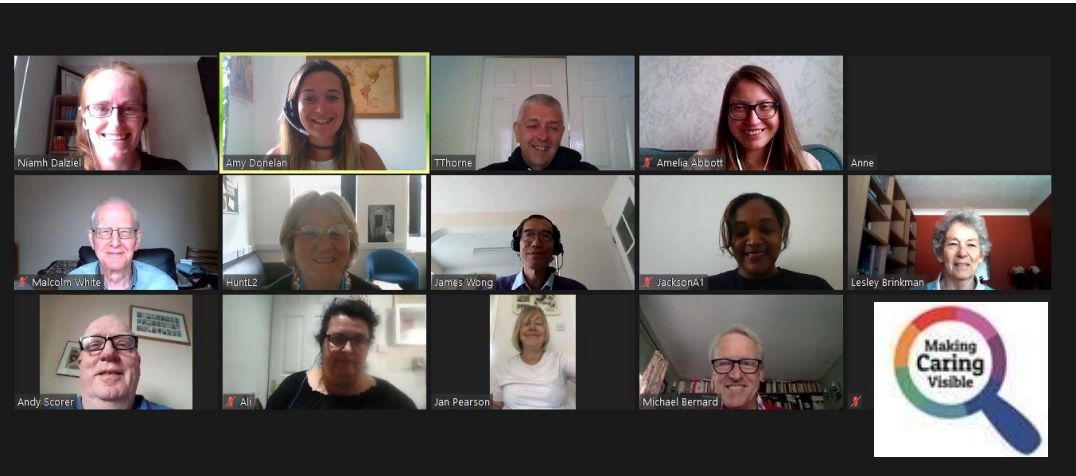 Niamh Dalziel
Amy Donelan
TThorne
Amelia Abbott
Anne
Malcolm White
HuntL2
James Wong
JacksonA1
Lesley Brinkman
Andy Scorer
Ali
Jan Pearson
Michael Bernard
Making
Caring
Visible